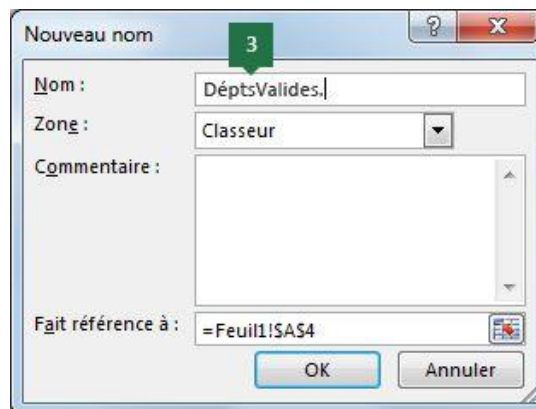 Nouveau nom
3
Nom :
DéptsValides.
Zone :
Classeur
Commentaire :
Fait référence à :
=Feuil1!$A$4
OK
Annuler